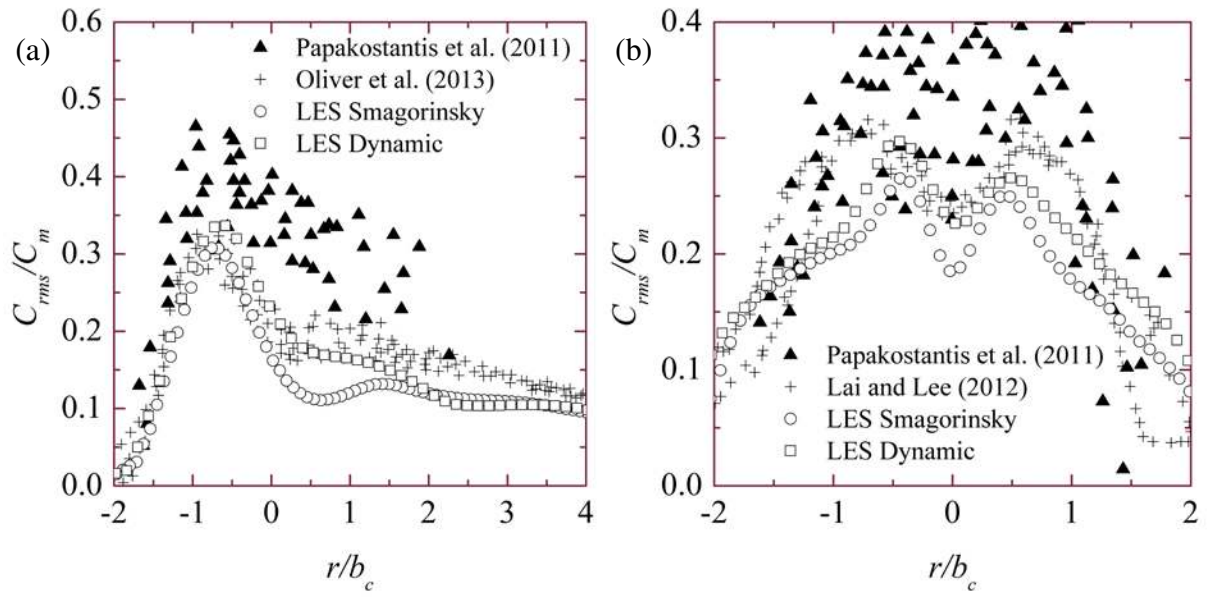 (a)
0.6
0.5
0.4
0.3
0.2
0.1
0.0
C_rms/C_m
-2 -1 0 1 2 3 4
r/b_c
Papakostantis et al. (2011)
Oliver et al. (2013)
LES Smagorinsky
LES Dynamic
(b)
0.4
0.3
0.2
0.1
0.0
C_rms/C_m
-2 -1 0 1 2
r/b_c
Papakostantis et al. (2011)
Lai and Lee (2012)
LES Smagorinsky
LES Dynamic